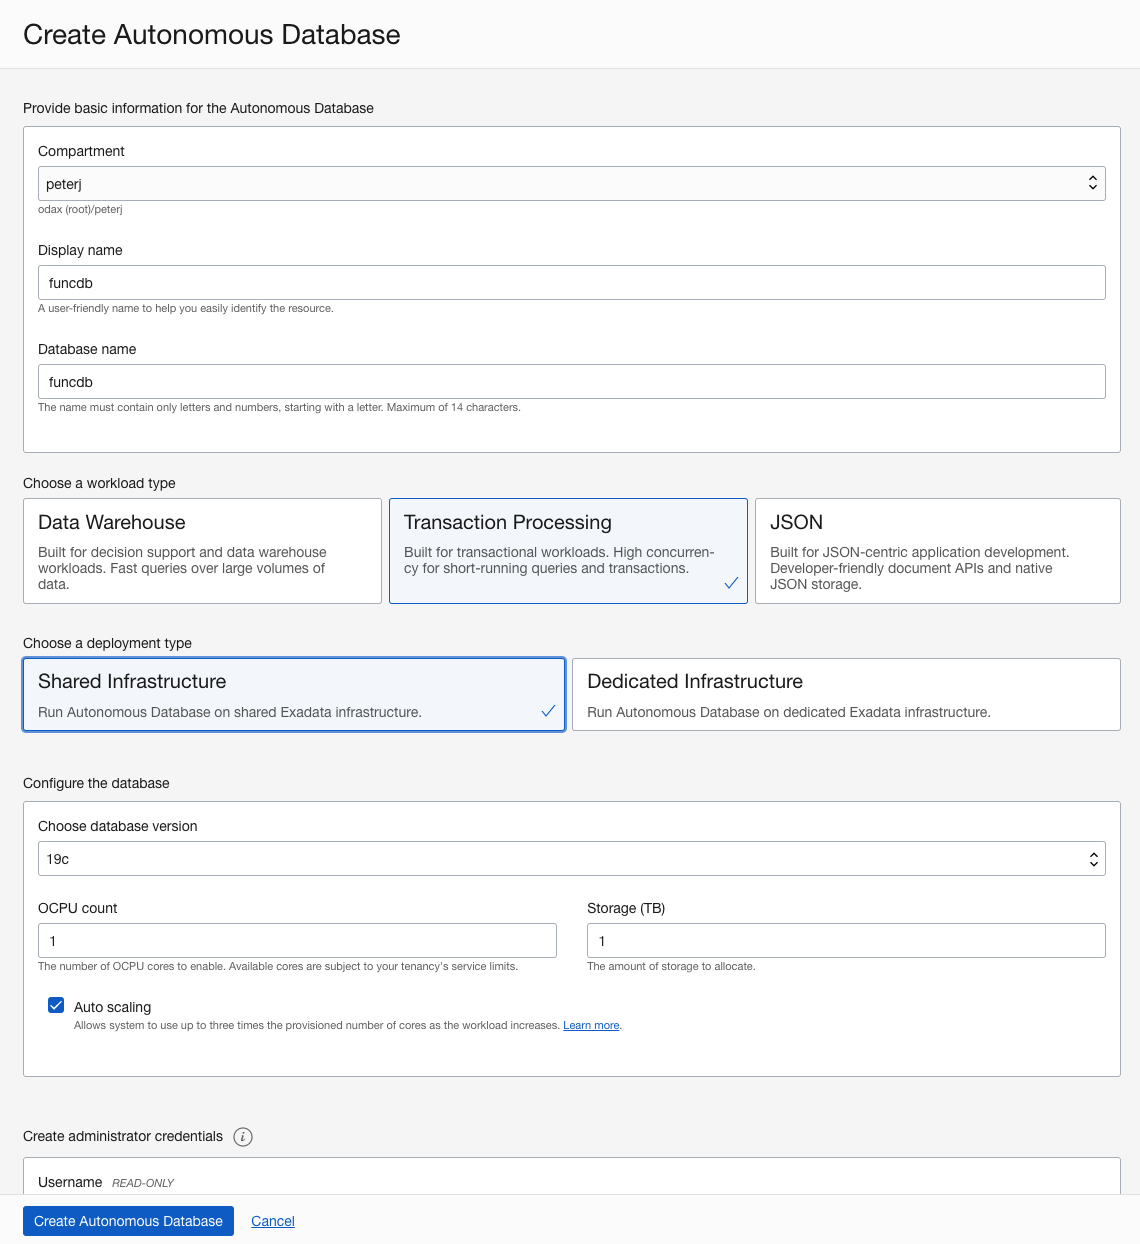 Create Autonomous Database
Provide basic information for the Autonomous Database
Compartment
peterj
odax (root)/peterj
Display name
funcdb
A user-friendly name to help you easily identify the resource.
Database name
funcdb
The name must contain only letters and numbers, starting with a letter. Maximum of 14 characters.
Choose a workload type
Data Warehouse
Built for decision support and data warehouse
workloads. Fast queries over large volumes of
data.
Transaction Processing
Built for transactional workloads. High concurren-
cy for short-running queries and transactions.
JSON
Built for JSON-centric application development.
Developer-friendly document APIs and native
JSON storage.
Choose a deployment type
Shared Infrastructure
Run Autonomous Database on shared Exadata infrastructure.
Dedicated Infrastructure
Run Autonomous Database on dedicated Exadata infrastructure.
Configure the database
Choose database version
19c
OCPU count
1
The number of OCPU cores to enable. Available cores are subject to your tenancy's service limits.
Storage (TB)
1
The amount of storage to allocate.
Auto scaling
Allows system to use up to three times the provisioned number of cores as the workload increases. Learn more.
Create administrator credentials i
Username READ-ONLY
Create Autonomous Database Cancel